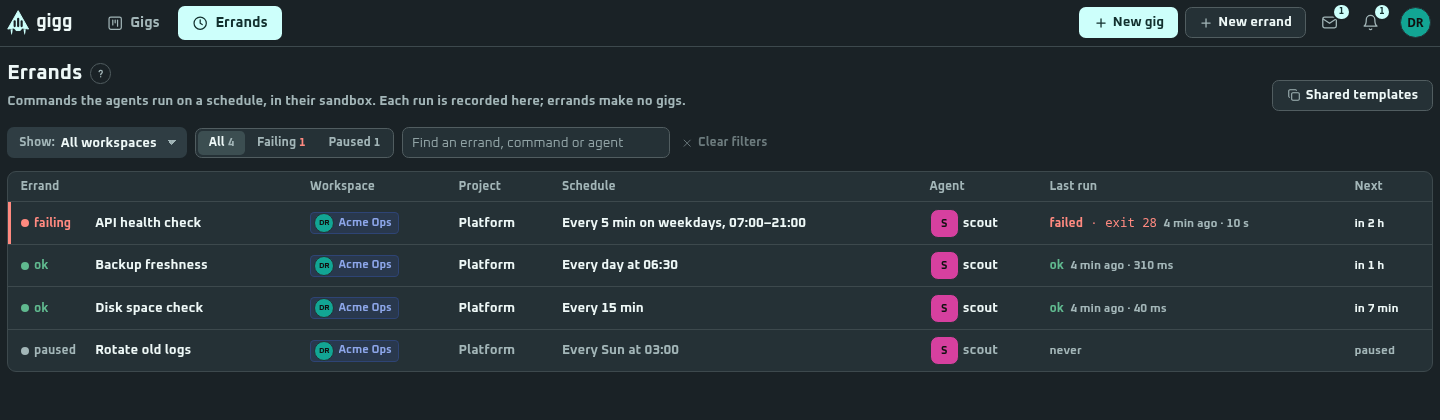 gigg Gigs Errands + New gig + New errand 1 1 DR
Errands ?
Commands the agents run on a schedule, in their sandbox. Each run is recorded here; errands make no gigs.
Shared templates
Show: All workspaces All 4 Failing 1 Paused 1 Find an errand, command or agent × Clear filters
Errand Workspace Project Schedule Agent Last run Next
failing API health check DR Acme Ops Platform Every 5 min on weekdays, 07:00–21:00 S scout failed · exit 28 4 min ago · 10 s in 2 h
ok Backup freshness DR Acme Ops Platform Every day at 06:30 S scout ok 4 min ago · 310 ms in 1 h
ok Disk space check DR Acme Ops Platform Every 15 min S scout ok 4 min ago · 40 ms in 7 min
paused Rotate old logs DR Acme Ops Platform Every Sun at 03:00 S scout never paused